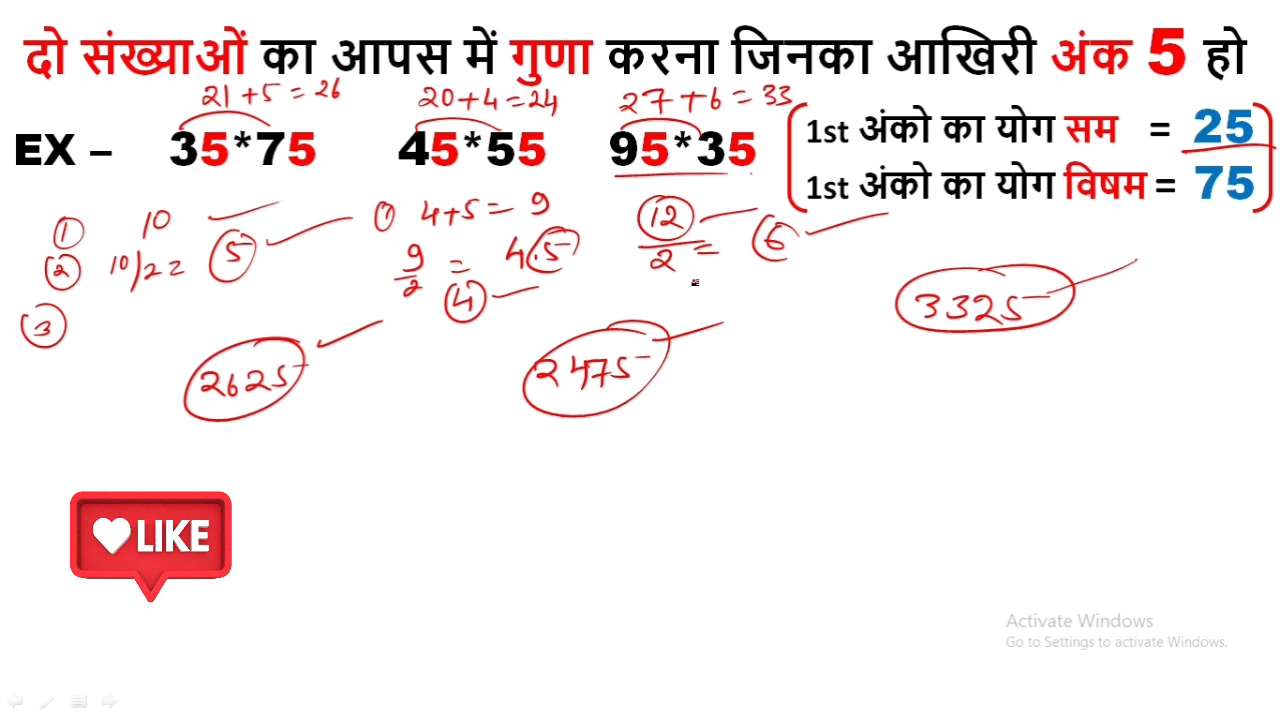 दो संख्याओं का आपस में गुणा करना जिनका आखिरी अंक 5 हो
21+5=26 20+4=24 27+6=33
EX – 35*75 45*55 95*35
1st अंको का योग सम = 25
1st अंको का योग विषम = 75
① 10 ① 4+5=9 12/2 = 6
② 10/2= 5 9/2 = 4.5
4
③
2625 2475 3325
LIKE
Activate Windows
Go to Settings to activate Windows.